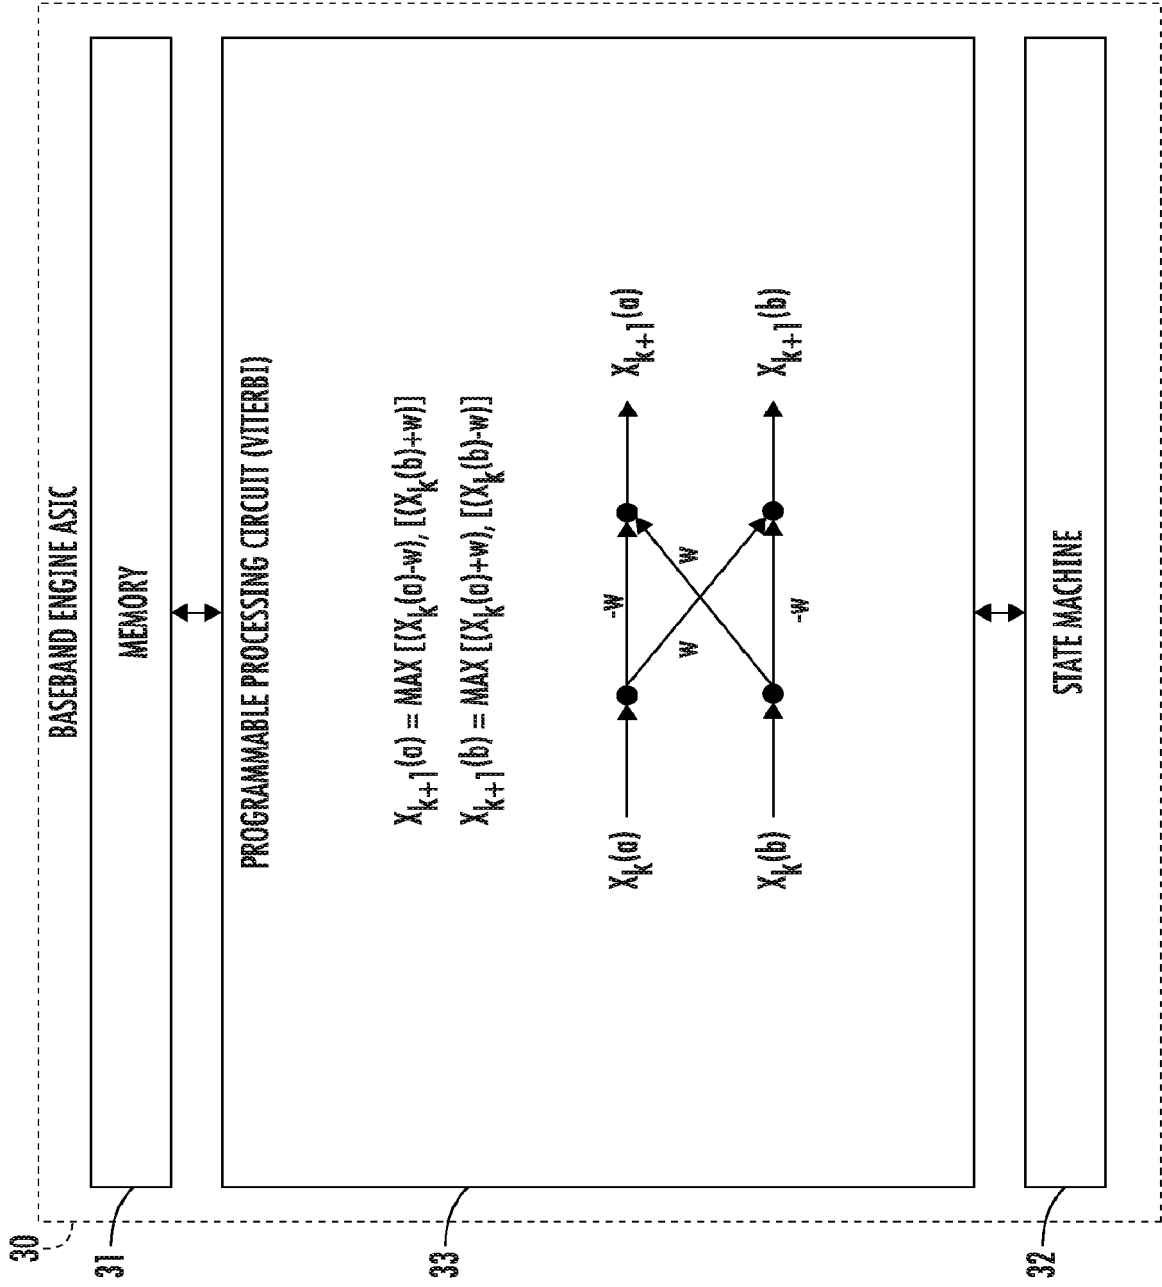 BASEBAND ENGINE ASIC
MEMORY
PROGRAMMABLE PROCESSING CIRCUIT (VITERBI)
X_{k+1}(a) = MAX [(X_k(a)-w), [(X_k(b)+w)]
X_{k+1}(b) = MAX [(X_k(a)+w), [(X_k(b)-w)]
X_k(a)
-w
X_{k+1}(a)
w
w
X_k(b)
-w
X_{k+1}(b)
STATE MACHINE
30
31
33
32